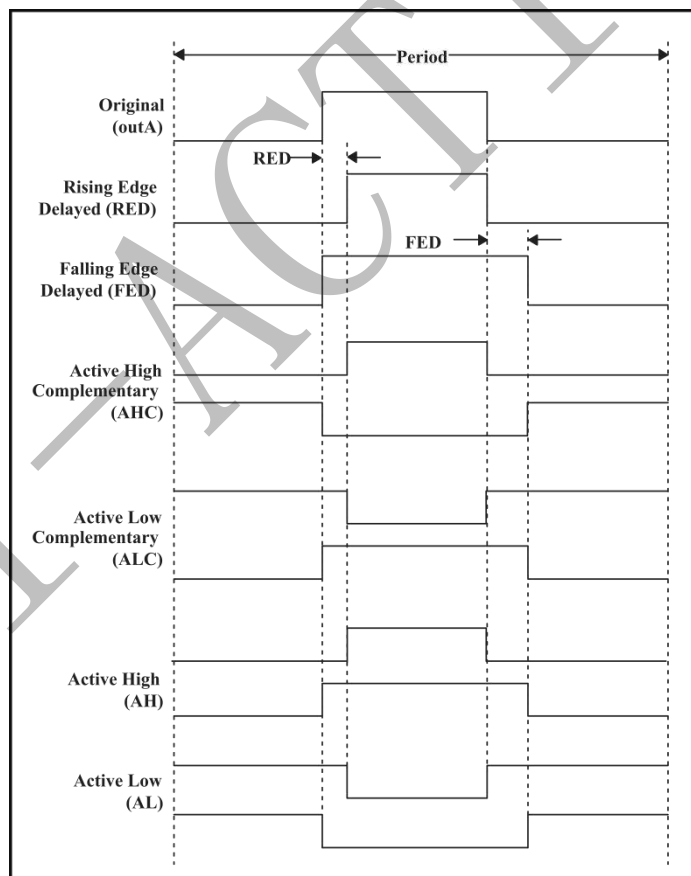 Period
Original
(outA)
RED
Rising Edge
Delayed (RED)
FED
Falling Edge
Delayed (FED)
Active High
Complementary
(AHC)
Active Low
Complementary
(ALC)
Active High
(AH)
Active Low
(AL)